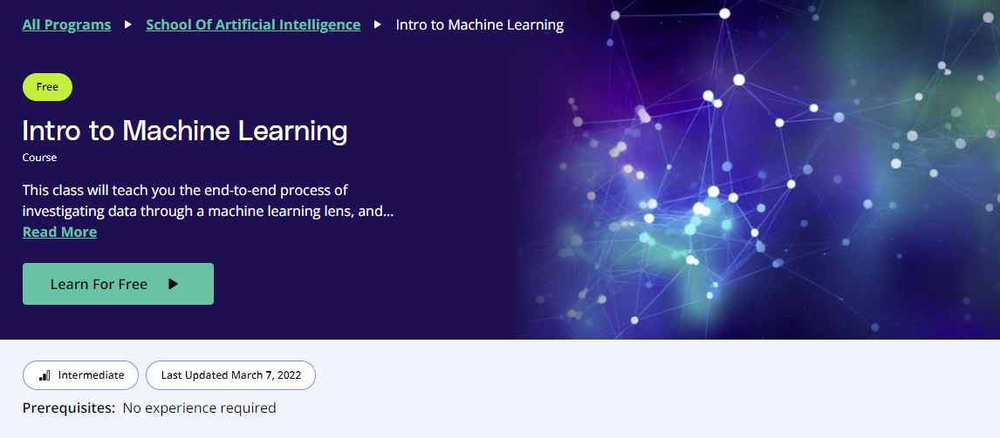 All Programs School Of Artificial Intelligence Intro to Machine Learning
Free
Intro to Machine Learning
Course
This class will teach you the end-to-end process of
investigating data through a machine learning lens, and...
Read More
Learn For Free
Intermediate Last Updated March 7, 2022
Prerequisites: No experience required